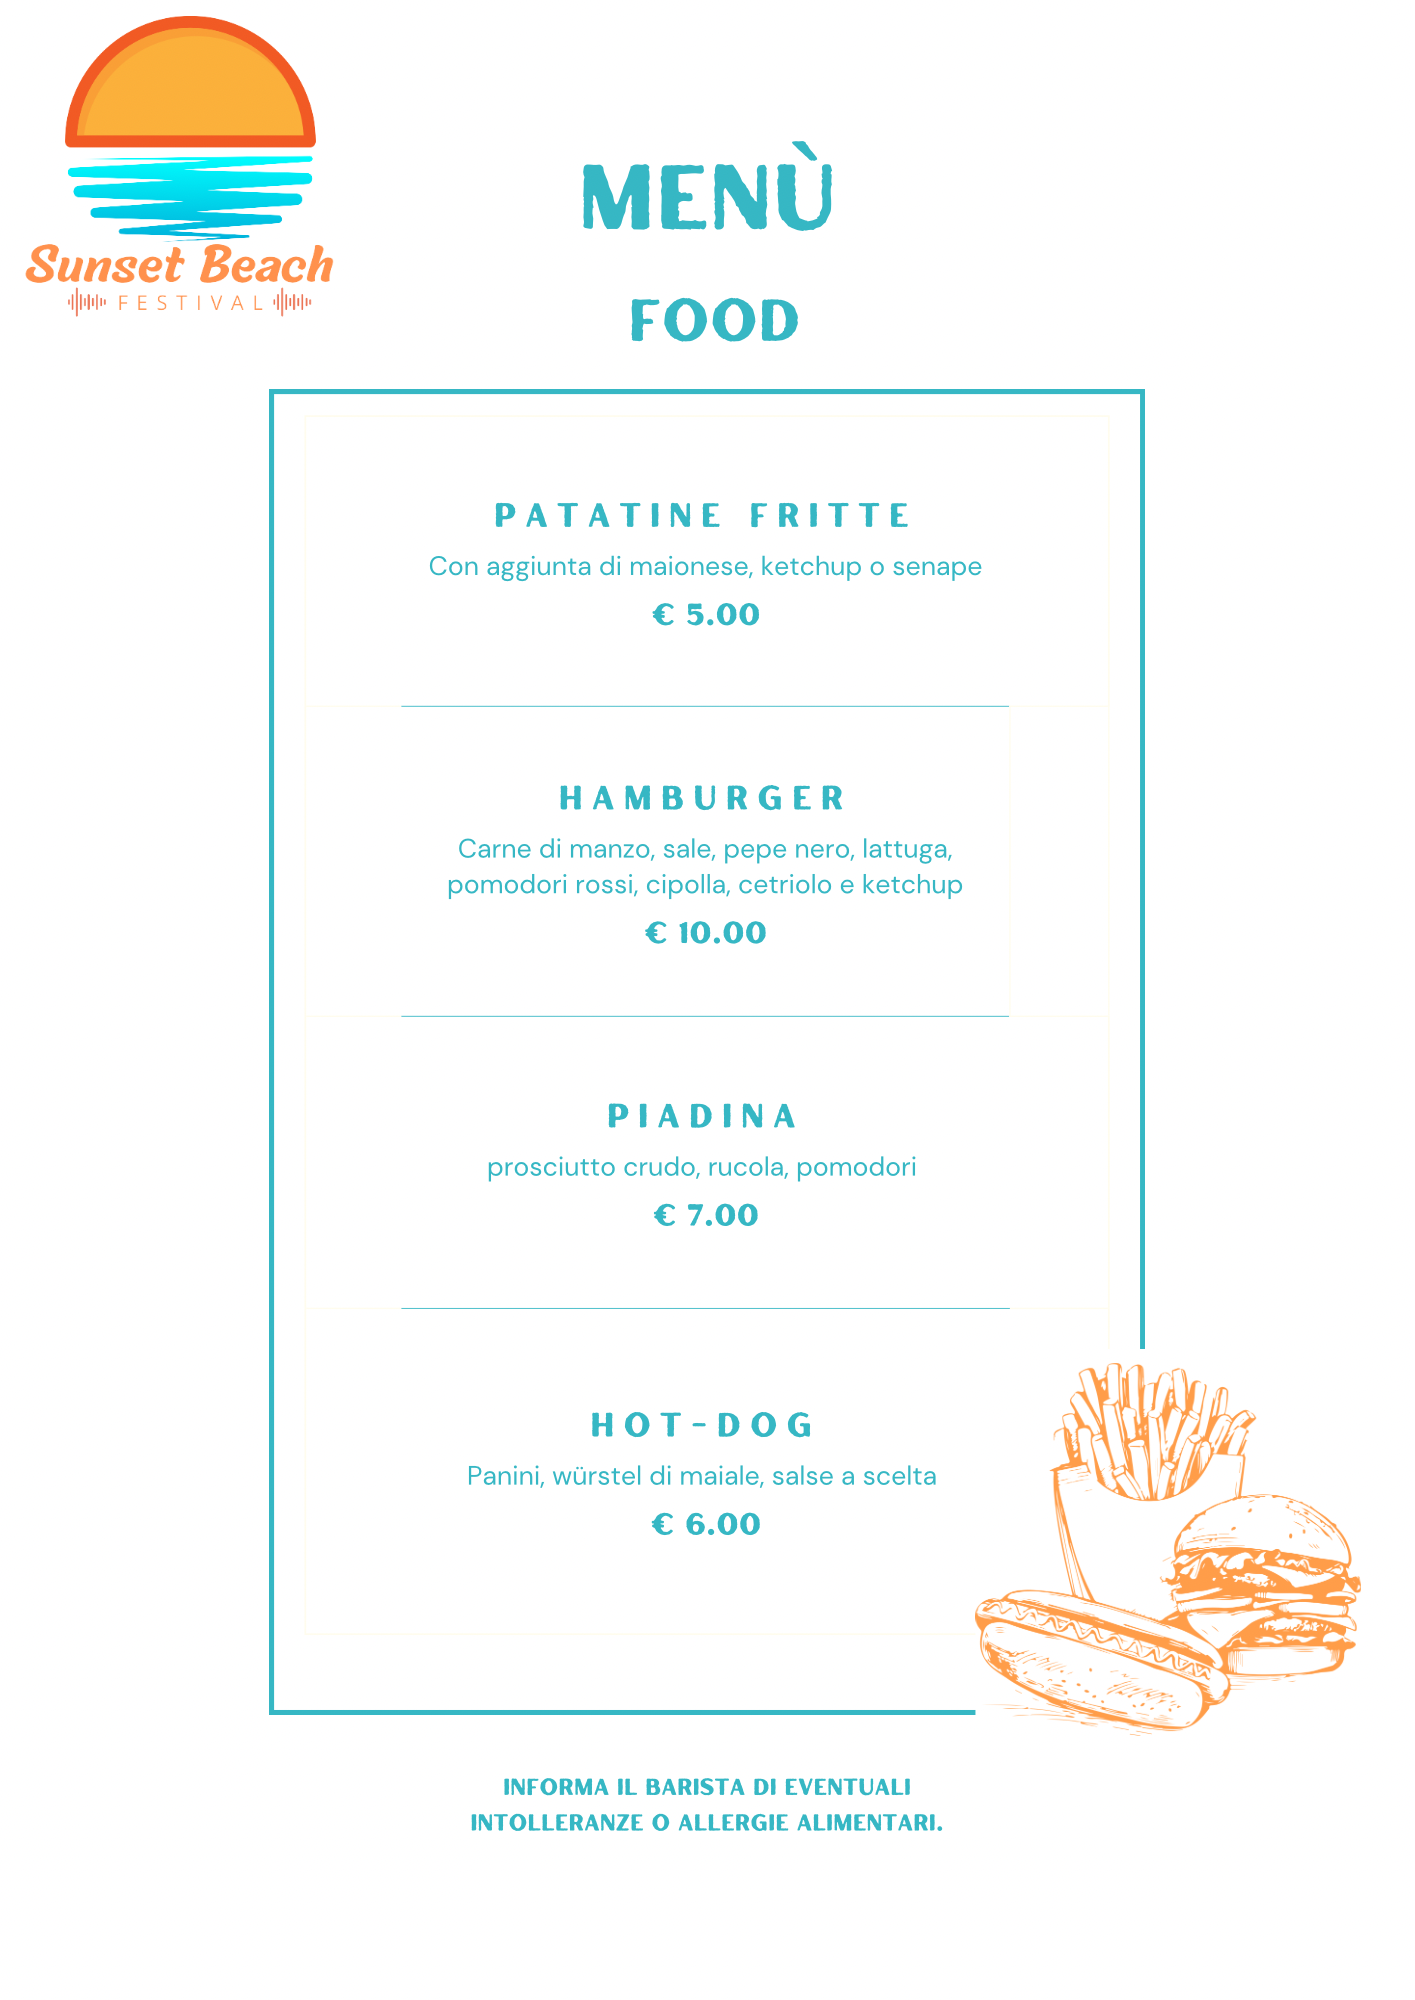 Sunset Beach
FESTIVAL
MENÙ
FOOD
PATATINE FRITTE
Con aggiunta di maionese, ketchup o senape
€ 5.00
HAMBURGER
Carne di manzo, sale, pepe nero, lattuga,
pomodori rossi, cipolla, cetriolo e ketchup
€ 10.00
PIADINA
prosciutto crudo, rucola, pomodori
€ 7.00
HOT-DOG
Panini, würstel di maiale, salse a scelta
€ 6.00
INFORMA IL BARISTA DI EVENTUALI
INTOLLERANZE O ALLERGIE ALIMENTARI.